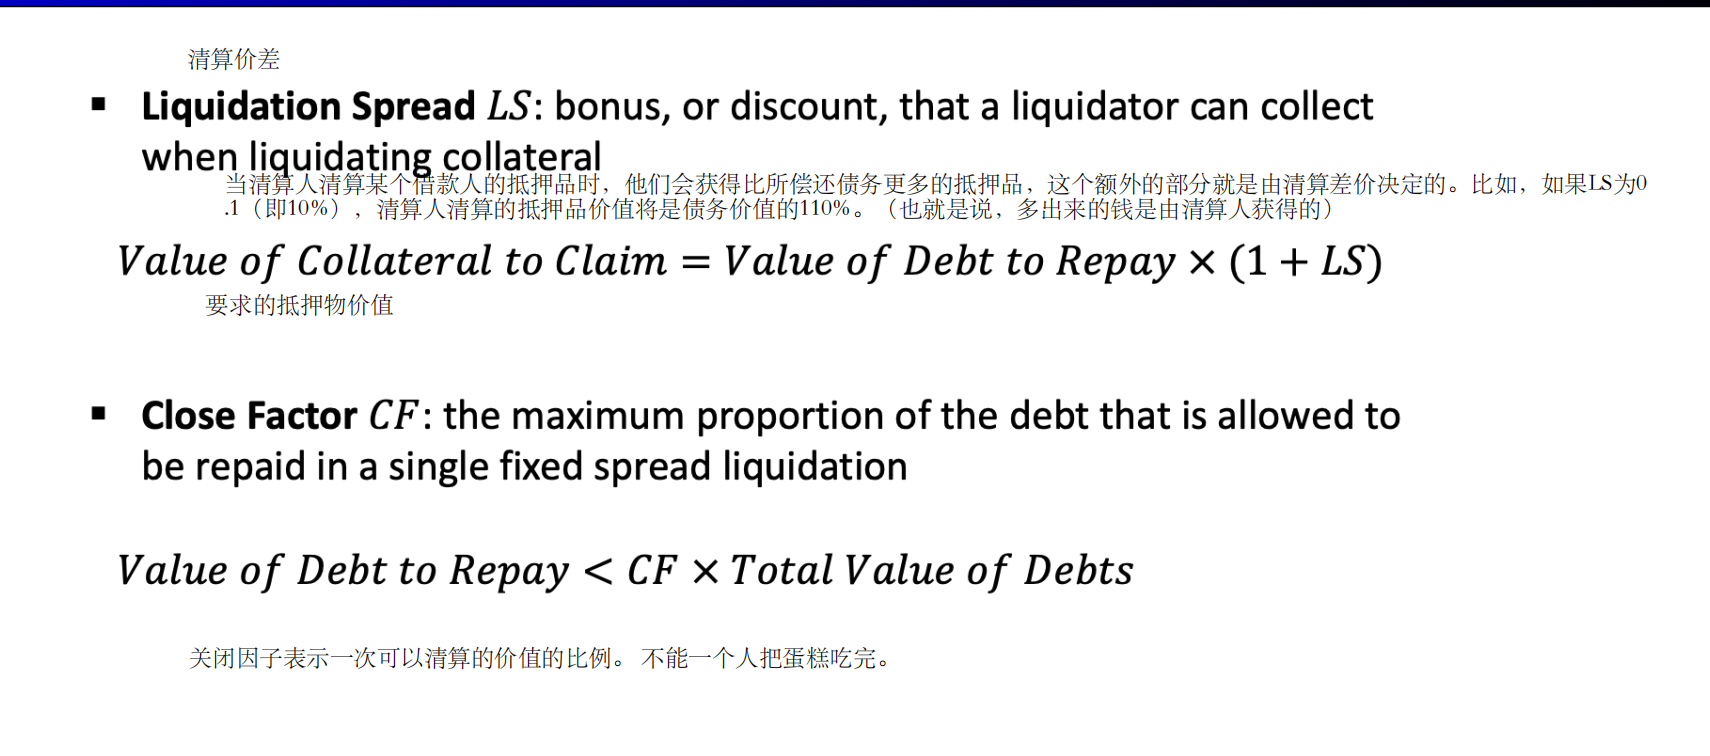 清算价差
▪ Liquidation Spread LS: bonus, or discount, that a liquidator can collect
when liquidating collateral
当清算人清算某个借款人的抵押品时，他们会获得比所偿还债务更多的抵押品，这个额外的部分就是由清算差价决定的。比如，如果LS为0
.1（即10%），清算人清算的抵押品价值将是债务价值的110%。（也就是说，多出来的钱是由清算人获得的）
Value of Collateral to Claim = Value of Debt to Repay × (1 + LS)
要求的抵押物价值
▪ Close Factor CF: the maximum proportion of the debt that is allowed to
be repaid in a single fixed spread liquidation
Value of Debt to Repay < CF × Total Value of Debts
关闭因子表示一次可以清算的价值的比例。 不能一个人把蛋糕吃完。